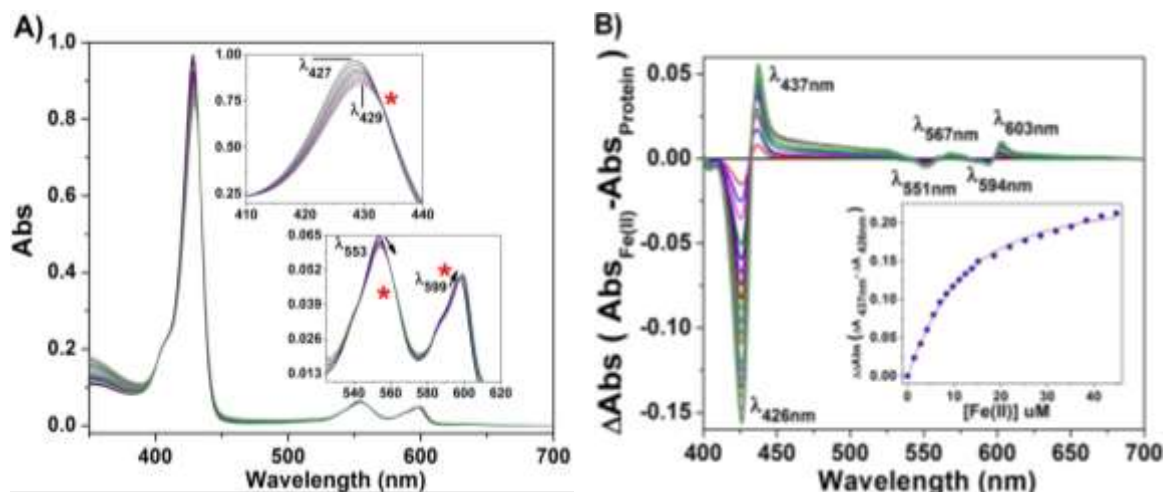 A)
Abs
1.0
0.8
0.6
0.4
0.2
0.0
400
500
600
700
Wavelength (nm)
1.00
0.75
0.50
0.25
410
420
430
440
λ427
λ429
*
0.065
0.052
0.039
0.026
0.013
540
560
580
600
620
λ553
λ599
*
*
B)
ΔAbs ( AbsFe(II) -AbsProtein )
0.05
0.00
-0.05
-0.10
-0.15
400
450
500
550
600
650
700
Wavelength (nm)
λ437nm
λ567nm
λ603nm
λ551nm
λ594nm
λ426nm
ΔΔAbs (ΔA437nm-ΔA426nm)
0.20
0.15
0.10
0.05
0.00
0
10
20
30
40
[Fe(II)] uM